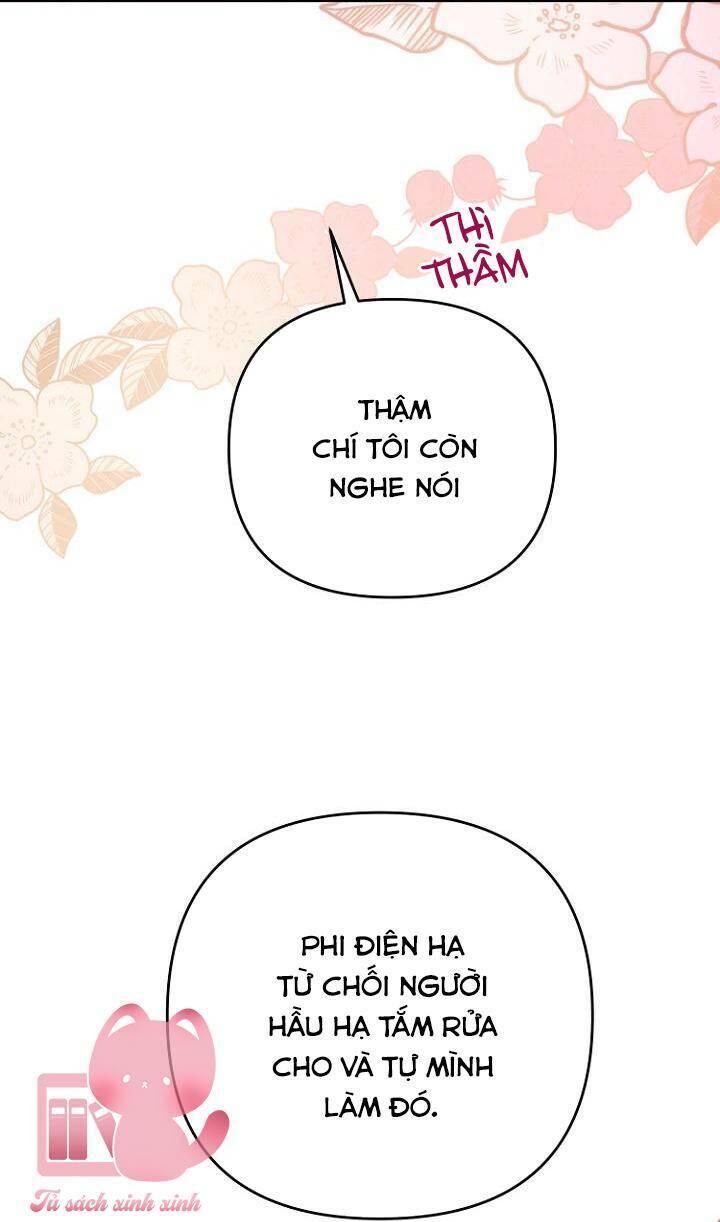 THÌ
THẦM
THẬM
CHÍ TÔI CÒN
NGHE NÓI
PHI ĐIỆN HẠ
TỪ CHỐI NGƯỜI
HẦU HẠ TẮM RỬA
CHO VÀ TỰ MÌNH
LÀM ĐÓ.
Tủ sách xinh xinh